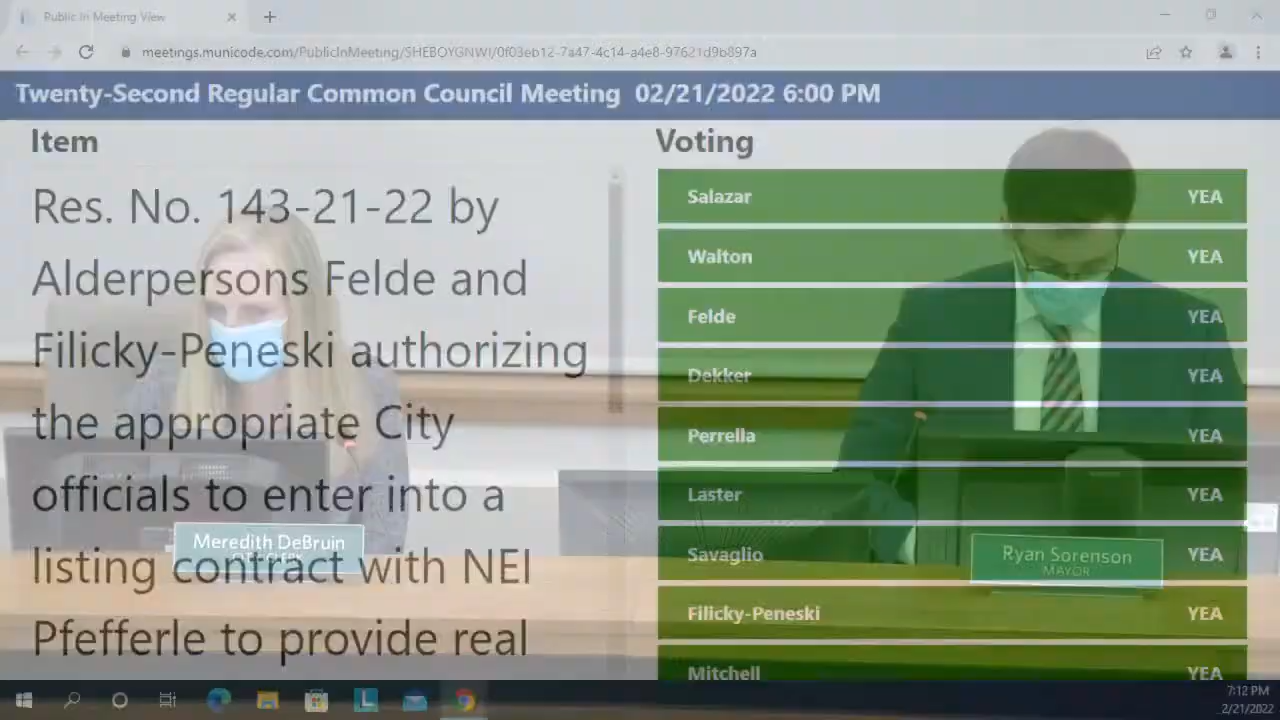 Public In Meeting View
meetings.municode.com/PublicInMeeting/SHEBOYGNWI/0f03eb12-7a47-4c14-a4e8-97621d9b897a
Twenty-Second Regular Common Council Meeting 02/21/2022 6:00 PM
Item
Res. No. 143-21-22 by
Alderpersons Felde and
Filicky-Peneski authorizing
the appropriate City
officials to enter into a
listing contract with NEI
Pfefferle to provide real
Voting
Salazar YEA
Walton YEA
Felde YEA
Dekker YEA
Perrella YEA
Laster YEA
Savaglio YEA
Filicky-Peneski YEA
Mitchell YEA
Meredith DeBruin
CITY CLERK
Ryan Sorenson
MAYOR
7:12 PM
2/21/2022